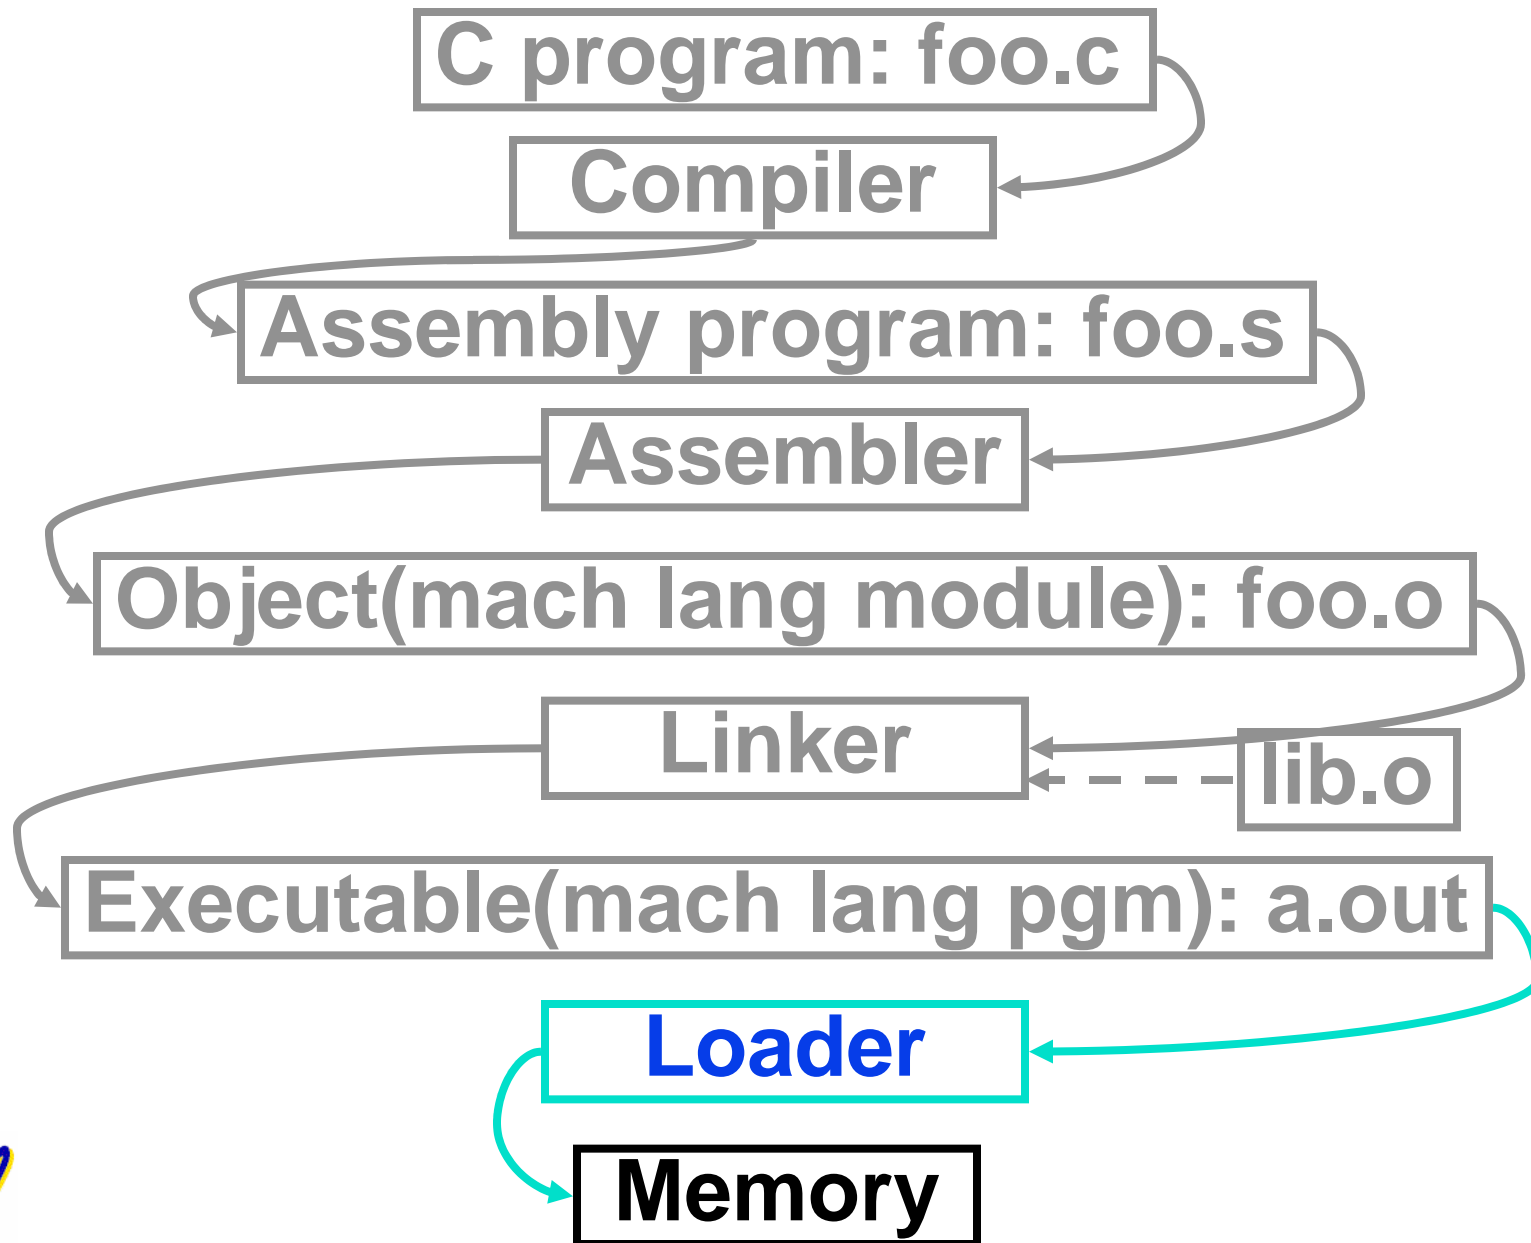 C program: foo.c
Compiler
Assembly program: foo.s
Assembler
Object(mach lang module): foo.o
Linker
lib.o
Executable(mach lang pgm): a.out
Loader
Memory